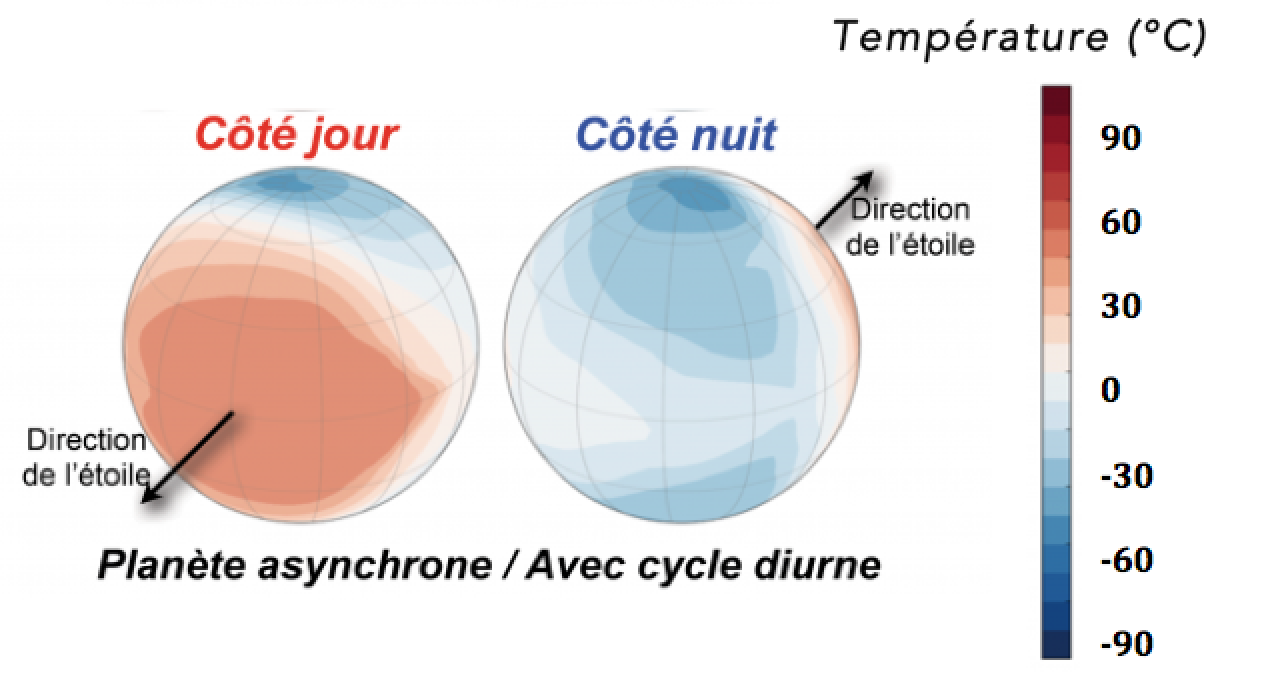 Température (°C)
Côté jour
Côté nuit
90
60
30
0
-30
-60
-90
Direction
de l'étoile
Direction
de l'étoile
Planète asynchrone / Avec cycle diurne